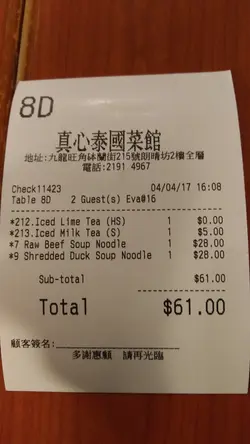 8D
真心泰國菜館
地址:九龍旺角砵蘭街215號朗晴坊2樓全層
電話:2191 4967
Check11423 04/04/17 16:08
Table 8D 2 Guest(s) Eva#16
*212.Iced Lime Tea (HS) 1 $0.00
*213.Iced Milk Tea (S) 1 $5.00
*7 Raw Beef Soup Noodle 1 $28.00
*9 Shredded Duck Soup Noodle 1 $28.00
Sub-total $61.00
Total $61.00
顧客簽名:
多謝惠顧 請再光臨